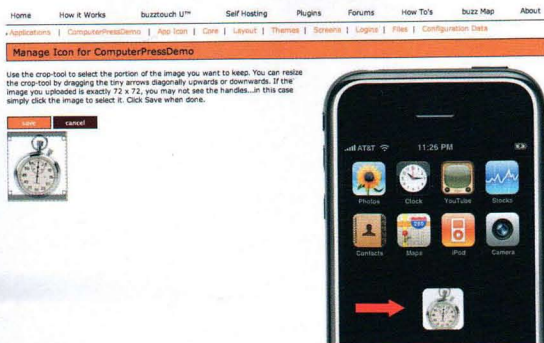 Home How it Works buzztouch U™ Self Hosting Plugins Forums How To's buzz Map About
Applications | ComputerPressDemo | App Icon | Core | Layout | Themes | Screens | Logins | Files | Configuration Data
Manage Icon for ComputerPressDemo
Use the crop-tool to select the portion of the image you want to keep. You can resize
the crop-tool by dragging the tiny arrows diagonally upwards or downwards. If the
image you uploaded is exactly 72 x 72, you may not see the handles...in this case
simply click the image to select it. Click Save when done.
save cancel
AT&T 11:26 PM
Photos Clock YouTube Stocks
Contacts Maps iPod Camera